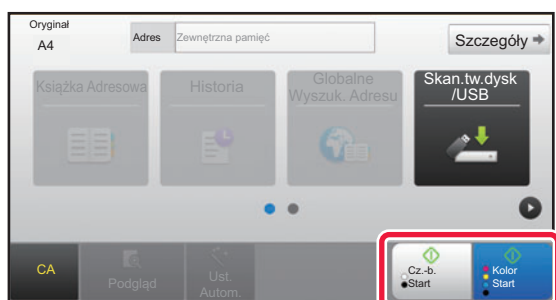 Oryginał
A4
Adres
Zewnętrzna pamięć
Szczegóły
Książka Adresowa
Historia
Globalne
Wyszuk. Adresu
Skan.tw.dysk
/USB
CA
Podgląd
Ust.
Autom.
Cz.-b.
Start
Kolor
Start